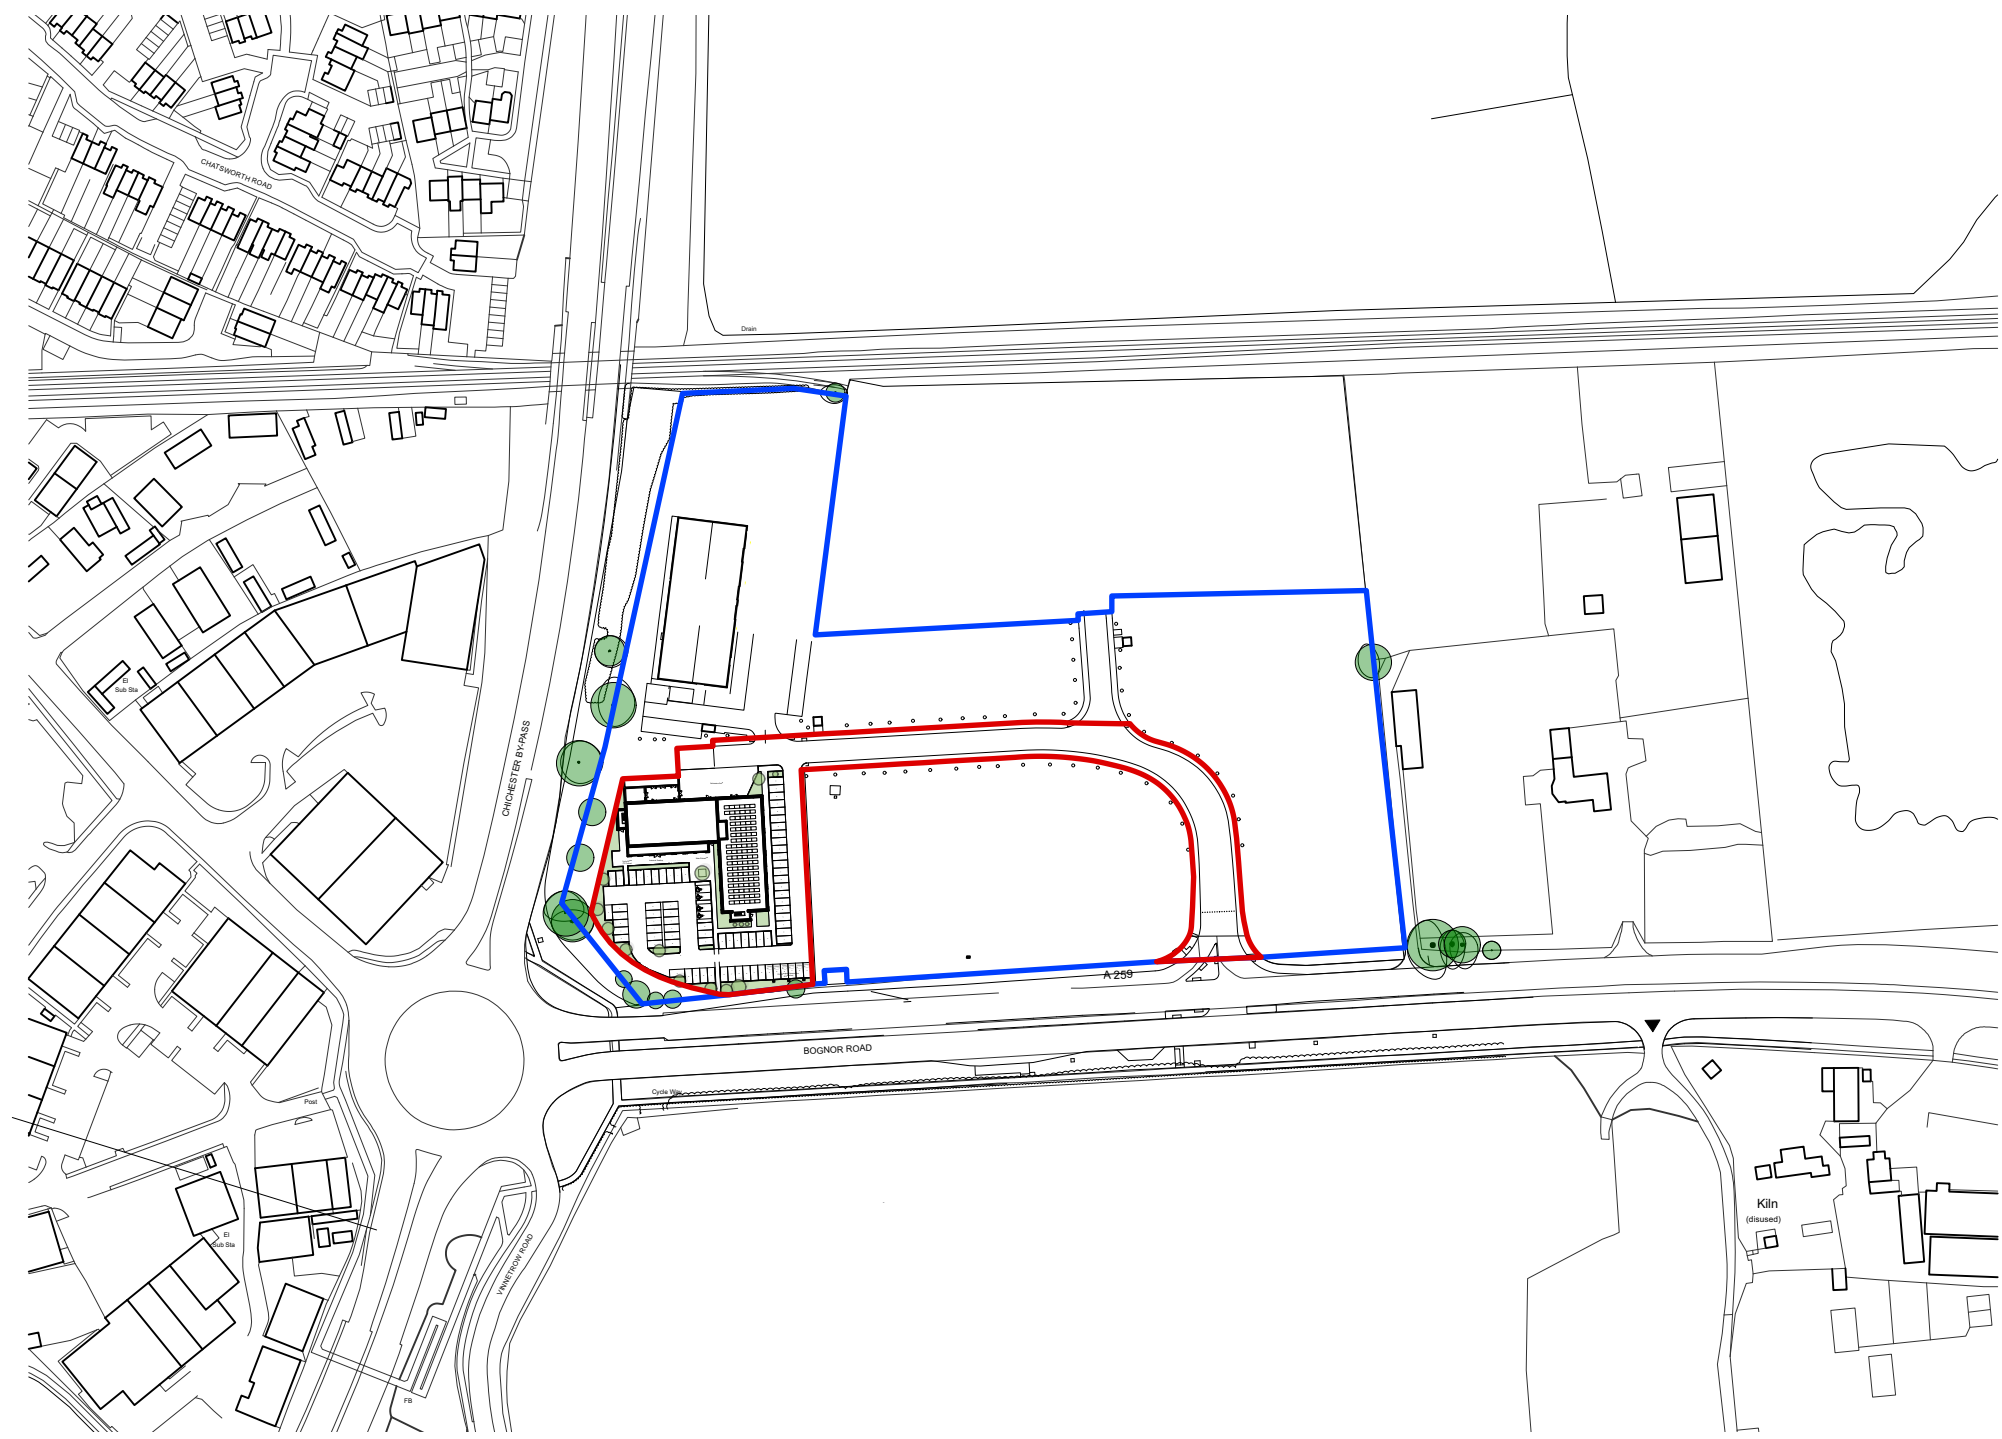 CHATSWORTH ROAD
Drain
El
Sub Sta
CHICHESTER BY-PASS
A 259
BOGNOR ROAD
Cycle Way
Post
Kiln
(disused)
El
Sub Sta
VINNETROW ROAD
FB